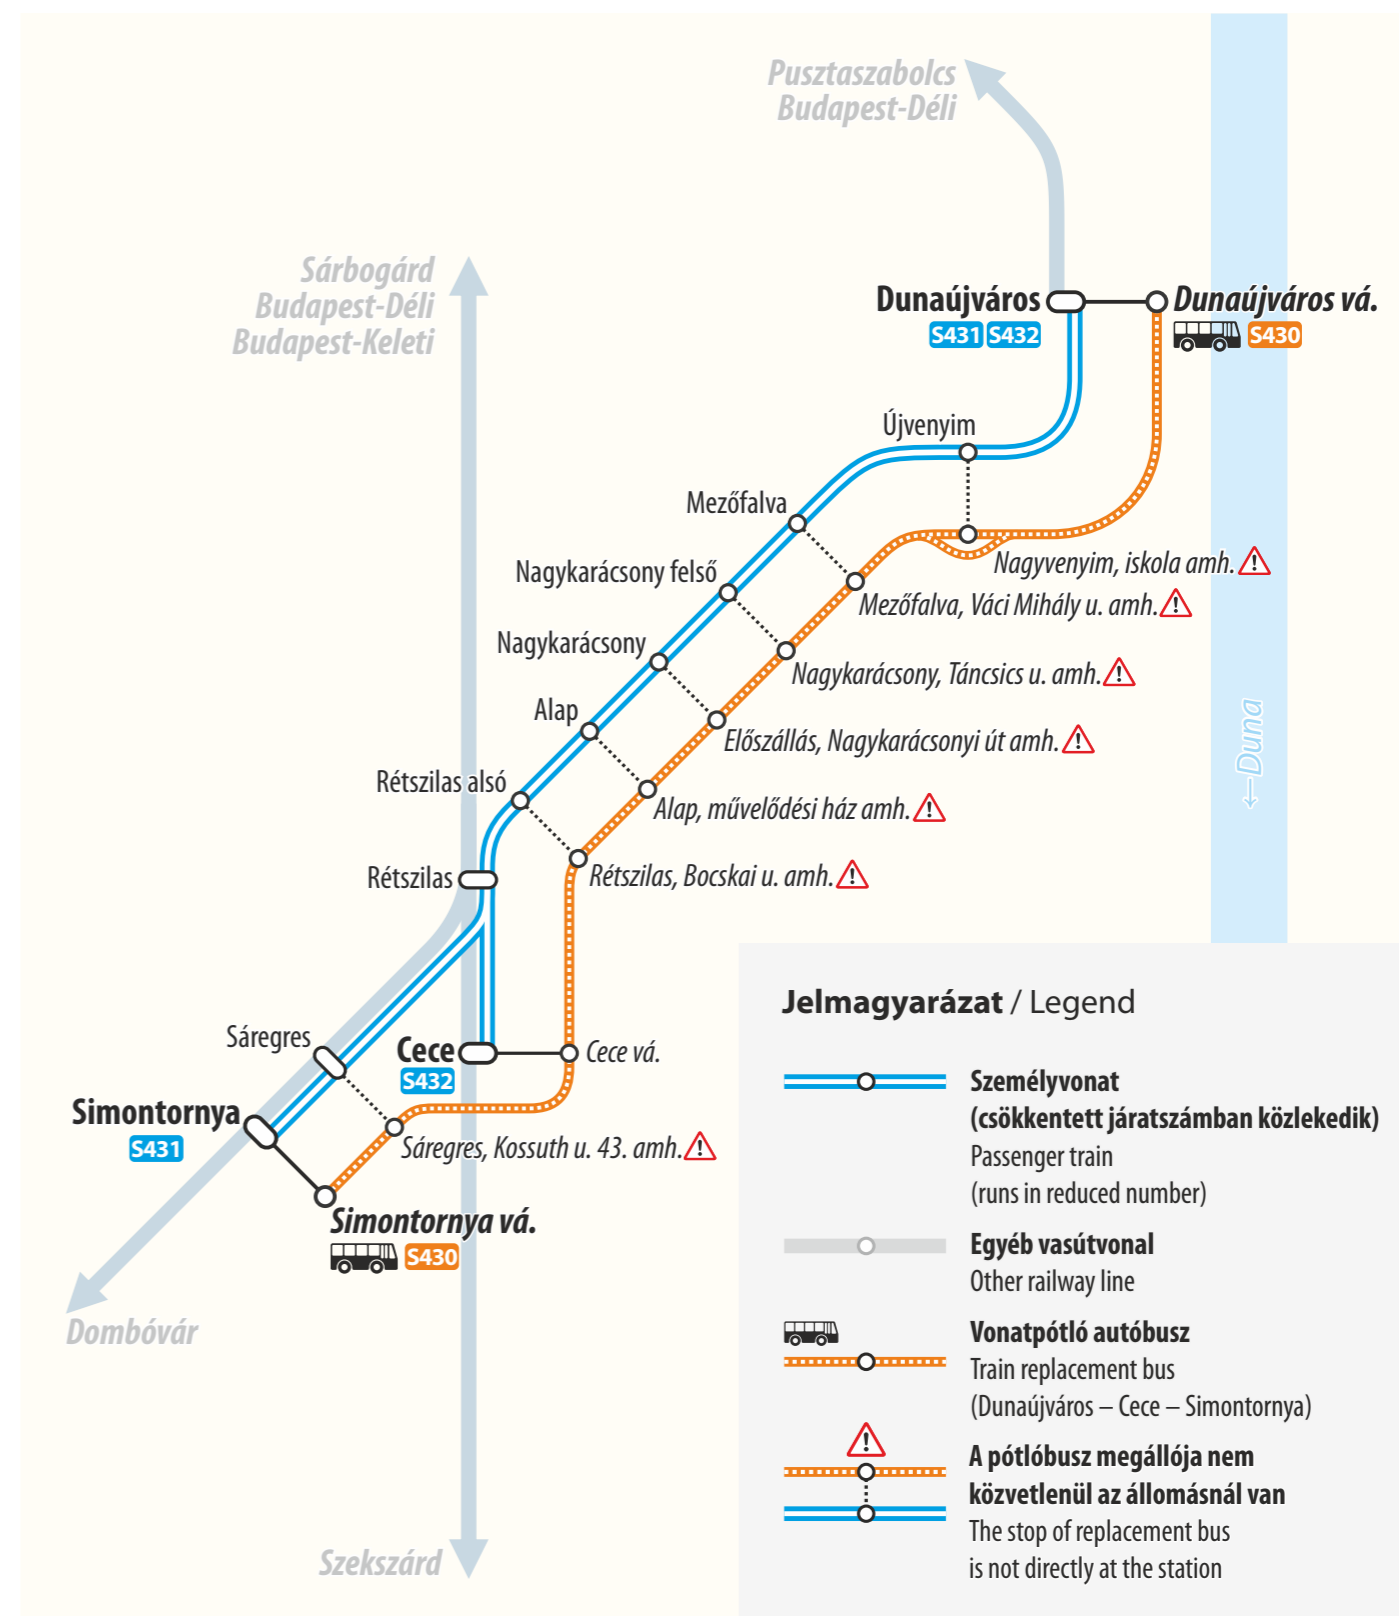 Pusztaszabolcs
Budapest-Déli
Sárbogárd
Budapest-Déli
Budapest-Keleti
Dunaújváros
S431 S432
Dunaújváros vá.
S430
Újvenyim
Mezőfalva
Nagyvenyim, iskola amh.
Nagykarácsony felső
Mezőfalva, Váci Mihály u. amh.
Nagykarácsony
Nagykarácsony, Táncsics u. amh.
Alap
Előszállás, Nagykarácsonyi út amh.
Rétszilas alsó
Alap, művelődési ház amh.
Rétszilas
Rétszilas, Bocskai u. amh.
←Duna
Sáregres
Cece
S432
Cece vá.
Simontornya
S431
Sáregres, Kossuth u. 43. amh.
Simontornya vá.
S430
Dombóvár
Szekszárd
Jelmagyarázat / Legend
Személyvonat
(csökkentett járatszámban közlekedik)
Passenger train
(runs in reduced number)
Egyéb vasútvonal
Other railway line
Vonatpótló autóbusz
Train replacement bus
(Dunaújváros – Cece – Simontornya)
A pótlóbusz megállója nem
közvetlenül az állomásnál van
The stop of replacement bus
is not directly at the station